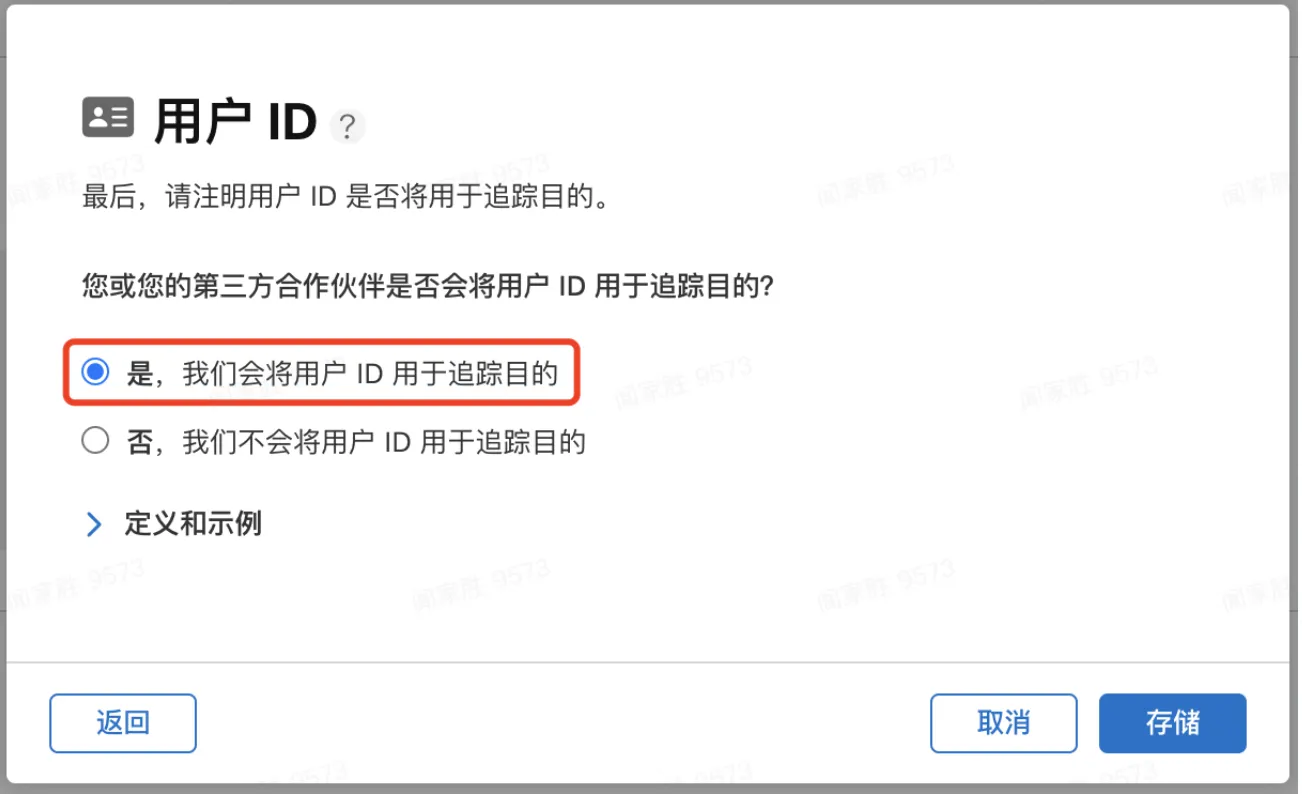 用户 ID ?
最后，请注明用户 ID 是否将用于追踪目的。
您或您的第三方合作伙伴是否会将用户 ID 用于追踪目的?
是，我们会将用户 ID 用于追踪目的
否，我们不会将用户 ID 用于追踪目的
定义和示例
返回
取消
存储